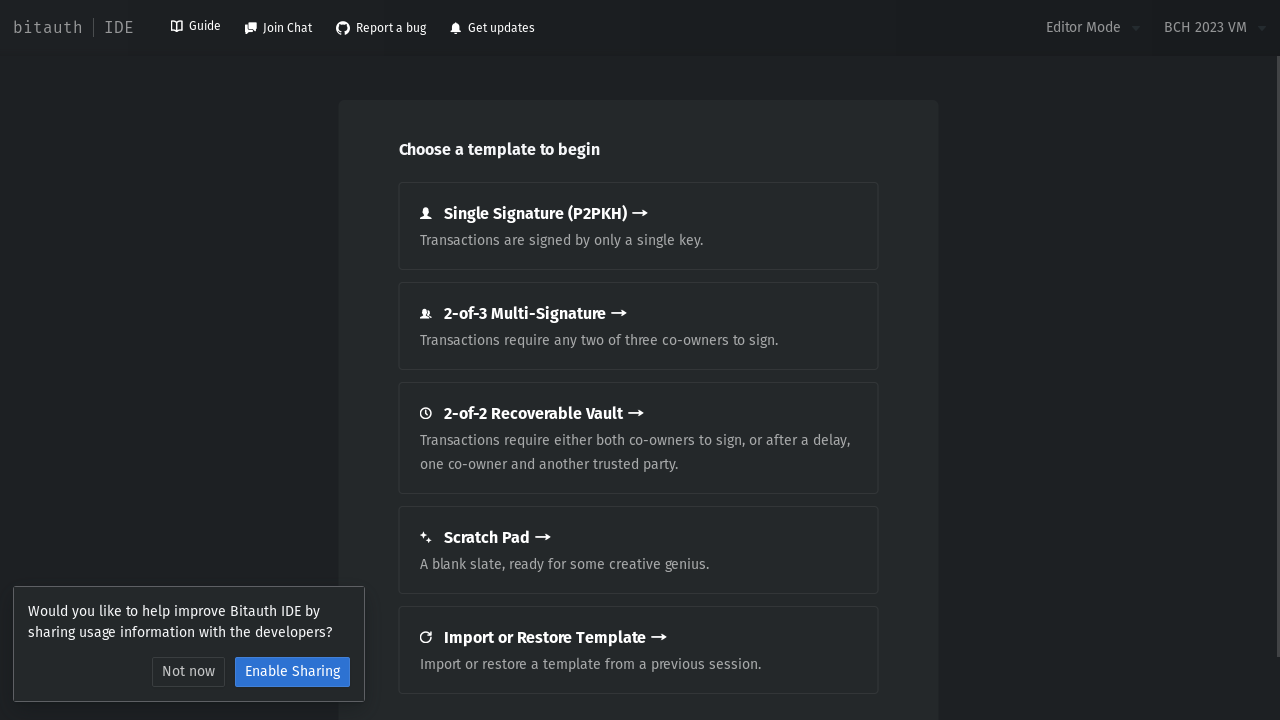 bitauth | IDE
Guide
Join Chat
Report a bug
Get updates
Editor Mode
BCH 2023 VM
Choose a template to begin
Single Signature (P2PKH) →
Transactions are signed by only a single key.
2-of-3 Multi-Signature →
Transactions require any two of three co-owners to sign.
2-of-2 Recoverable Vault →
Transactions require either both co-owners to sign, or after a delay,
one co-owner and another trusted party.
Scratch Pad →
A blank slate, ready for some creative genius.
Import or Restore Template →
Import or restore a template from a previous session.
Would you like to help improve Bitauth IDE by
sharing usage information with the developers?
Not now
Enable Sharing